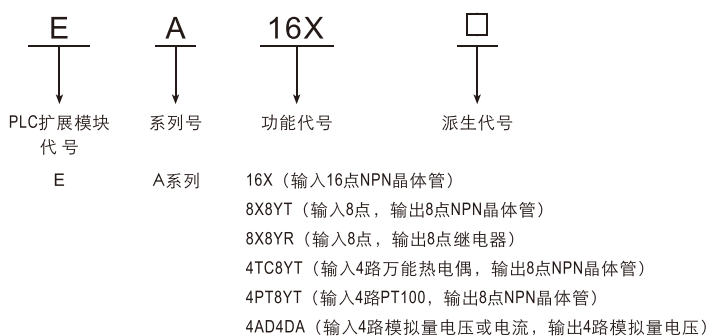 E A 16X □
PLC扩展模块 系列号 功能代号 派生代号
代号
E A系列 16X（输入16点NPN晶体管）
8X8YT（输入8点，输出8点NPN晶体管）
8X8YR（输入8点，输出8点继电器）
4TC8YT（输入4路万能热电偶，输出8点NPN晶体管）
4PT8YT（输入4路PT100，输出8点NPN晶体管）
4AD4DA（输入4路模拟量电压或电流，输出4路模拟量电压）